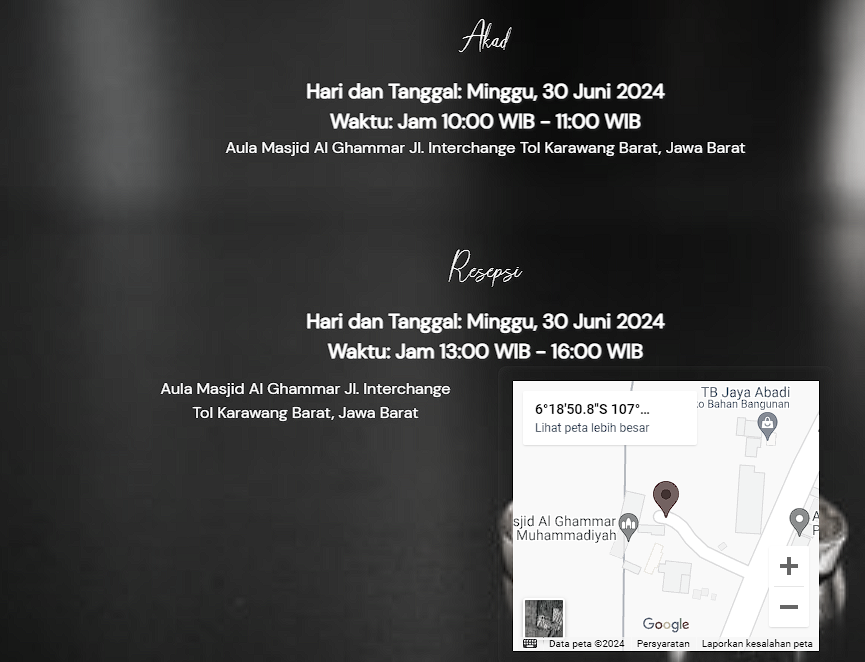 Akad
Hari dan Tanggal: Minggu, 30 Juni 2024
Waktu: Jam 10:00 WIB - 11:00 WIB
Aula Masjid Al Ghammar Jl. Interchange Tol Karawang Barat, Jawa Barat
Resepsi
Hari dan Tanggal: Minggu, 30 Juni 2024
Waktu: Jam 13:00 WIB - 16:00 WIB
Aula Masjid Al Ghammar Jl. Interchange
Tol Karawang Barat, Jawa Barat
TB Jaya Abadi
ko Bahan Bangunan
6°18'50.8"S 107°...
Lihat peta lebih besar
sjid Al Ghammar
Muhammadiyah
A
P
Google
Data peta ©2024 Persyaratan Laporkan kesalahan peta